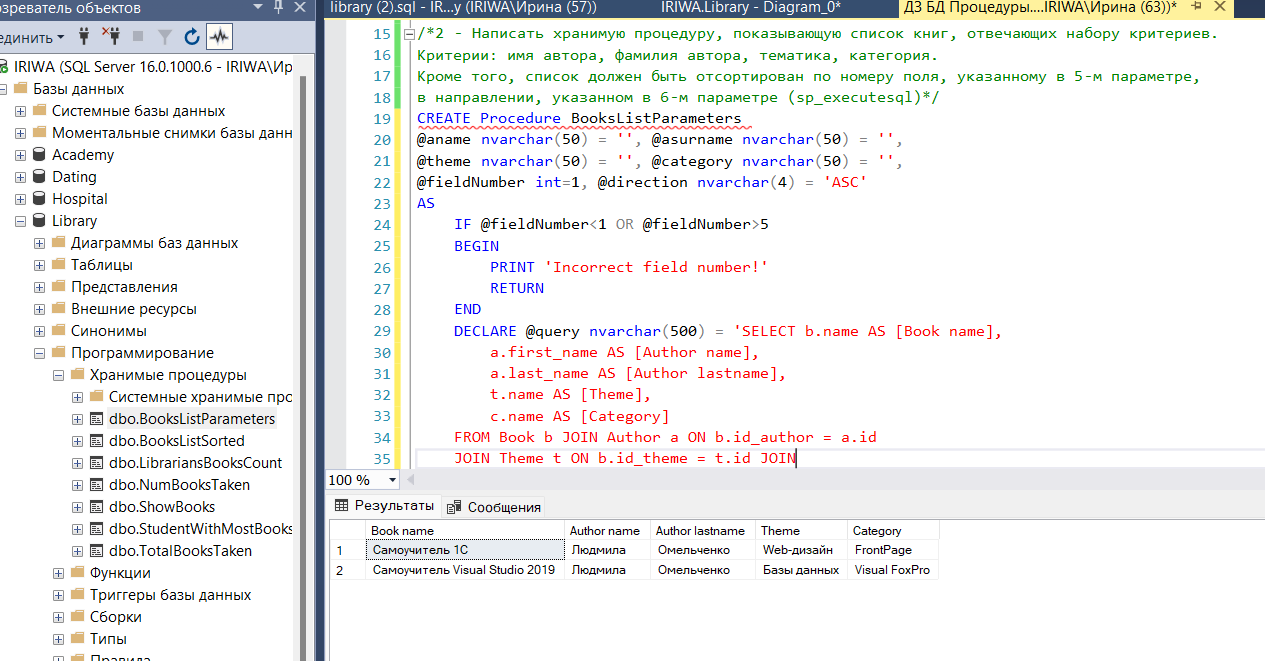 озреватель объектов
library (2).sql - IR...y (IRIWA\Ирина (57))
IRIWA.Library - Diagram_0*
ДЗ БД Процедуры....IRIWA\Ирина (63))*
единить
IRIWA (SQL Server 16.0.1000.6 - IRIWA\Ир
Базы данных
Системные базы данных
Моментальные снимки базы данн
Academy
Dating
Hospital
Library
Диаграммы баз данных
Таблицы
Представления
Внешние ресурсы
Синонимы
Программирование
Хранимые процедуры
Системные хранимые про
dbo.BooksListParameters
dbo.BooksListSorted
dbo.LibrariansBooksCount
dbo.NumBooksTaken
dbo.ShowBooks
dbo.StudentWithMostBooks
dbo.TotalBooksTaken
Функции
Триггеры базы данных
Сборки
Типы
Правила
15 /*2 - Написать хранимую процедуру, показывающую список книг, отвечающих набору критериев.
16 Критерии: имя автора, фамилия автора, тематика, категория.
17 Кроме того, список должен быть отсортирован по номеру поля, указанному в 5-м параметре,
18 в направлении, указанном в 6-м параметре (sp_executesql)*/
19 CREATE Procedure BooksListParameters
20 @aname nvarchar(50) = '', @asurname nvarchar(50) = '',
21 @theme nvarchar(50) = '', @category nvarchar(50) = '',
22 @fieldNumber int=1, @direction nvarchar(4) = 'ASC'
23 AS
24 IF @fieldNumber<1 OR @fieldNumber>5
25 BEGIN
26 PRINT 'Incorrect field number!'
27 RETURN
28 END
29 DECLARE @query nvarchar(500) = 'SELECT b.name AS [Book name],
30 a.first_name AS [Author name],
31 a.last_name AS [Author lastname],
32 t.name AS [Theme],
33 c.name AS [Category]
34 FROM Book b JOIN Author a ON b.id_author = a.id
35 JOIN Theme t ON b.id_theme = t.id JOIN
100 %
Результаты Сообщения
Book name Author name Author lastname Theme Category
1 Самоучитель 1С Людмила Омельченко Web-дизайн FrontPage
2 Самоучитель Visual Studio 2019 Людмила Омельченко Базы данных Visual FoxPro